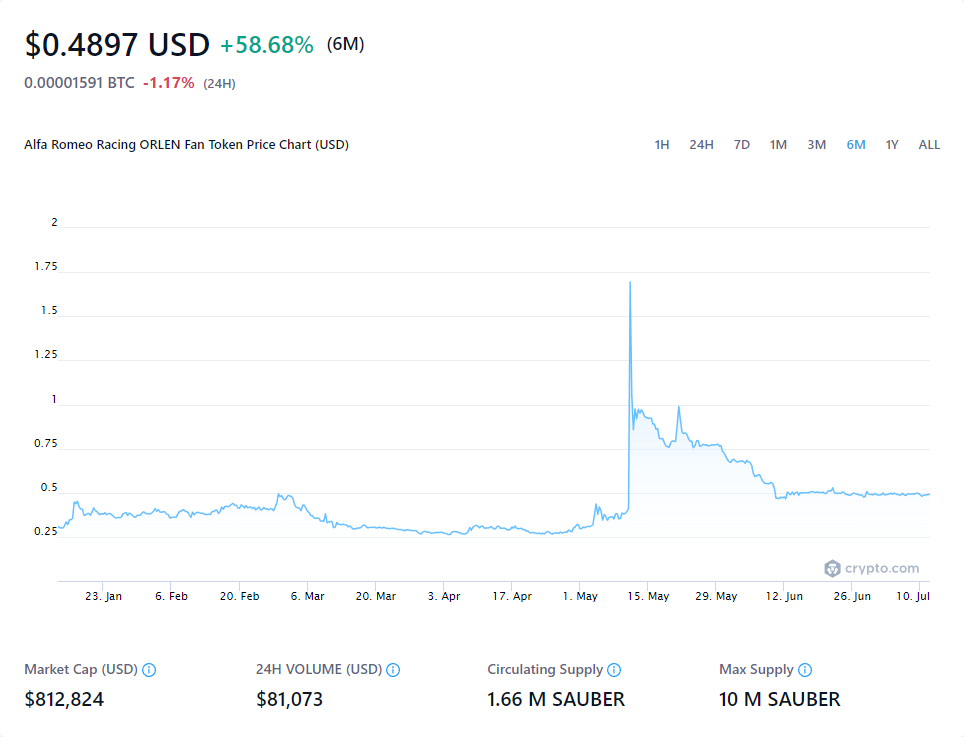 $0.4897 USD +58.68% (6M)
0.00001591 BTC -1.17% (24H)
Alfa Romeo Racing ORLEN Fan Token Price Chart (USD) 1H 24H 7D 1M 3M 6M 1Y ALL
2
1.75
1.5
1.25
1
0.75
0.5
0.25
crypto.com
23. Jan 6. Feb 20. Feb 6. Mar 20. Mar 3. Apr 17. Apr 1. May 15. May 29. May 12. Jun 26. Jun 10. Jul
Market Cap (USD) 24H VOLUME (USD) Circulating Supply Max Supply
$812,824 $81,073 1.66 M SAUBER 10 M SAUBER